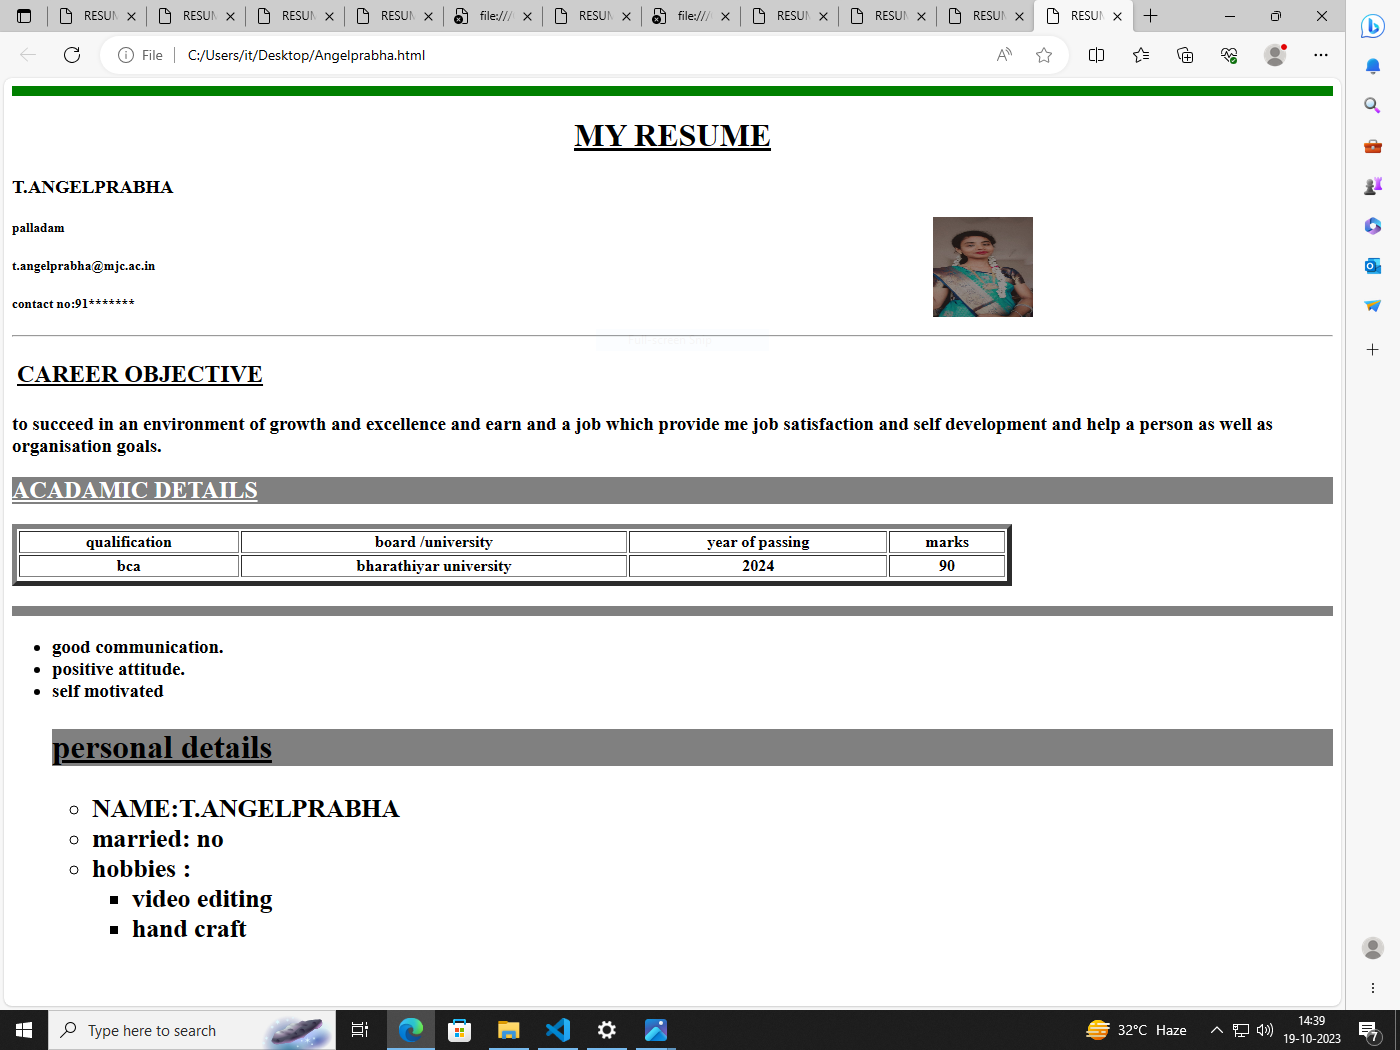 RESUM
RESUM
RESUM
RESUM
file:///
RESUM
file:///
RESUM
RESUM
RESUM
RESUM
File
C:/Users/it/Desktop/Angelprabha.html
MY RESUME
T.ANGELPRABHA
palladam
t.angelprabha@mjc.ac.in
contact no:91*******
CAREER OBJECTIVE
to succeed in an environment of growth and excellence and earn and a job which provide me job satisfaction and self development and help a person as well as
organisation goals.
ACADAMIC DETAILS
qualification board /university year of passing marks
bca bharathiyar university 2024 90
good communication.
positive attitude.
self motivated
personal details
NAME:T.ANGELPRABHA
married: no
hobbies :
video editing
hand craft
Type here to search
32°C Haze
14:39
19-10-2023
7